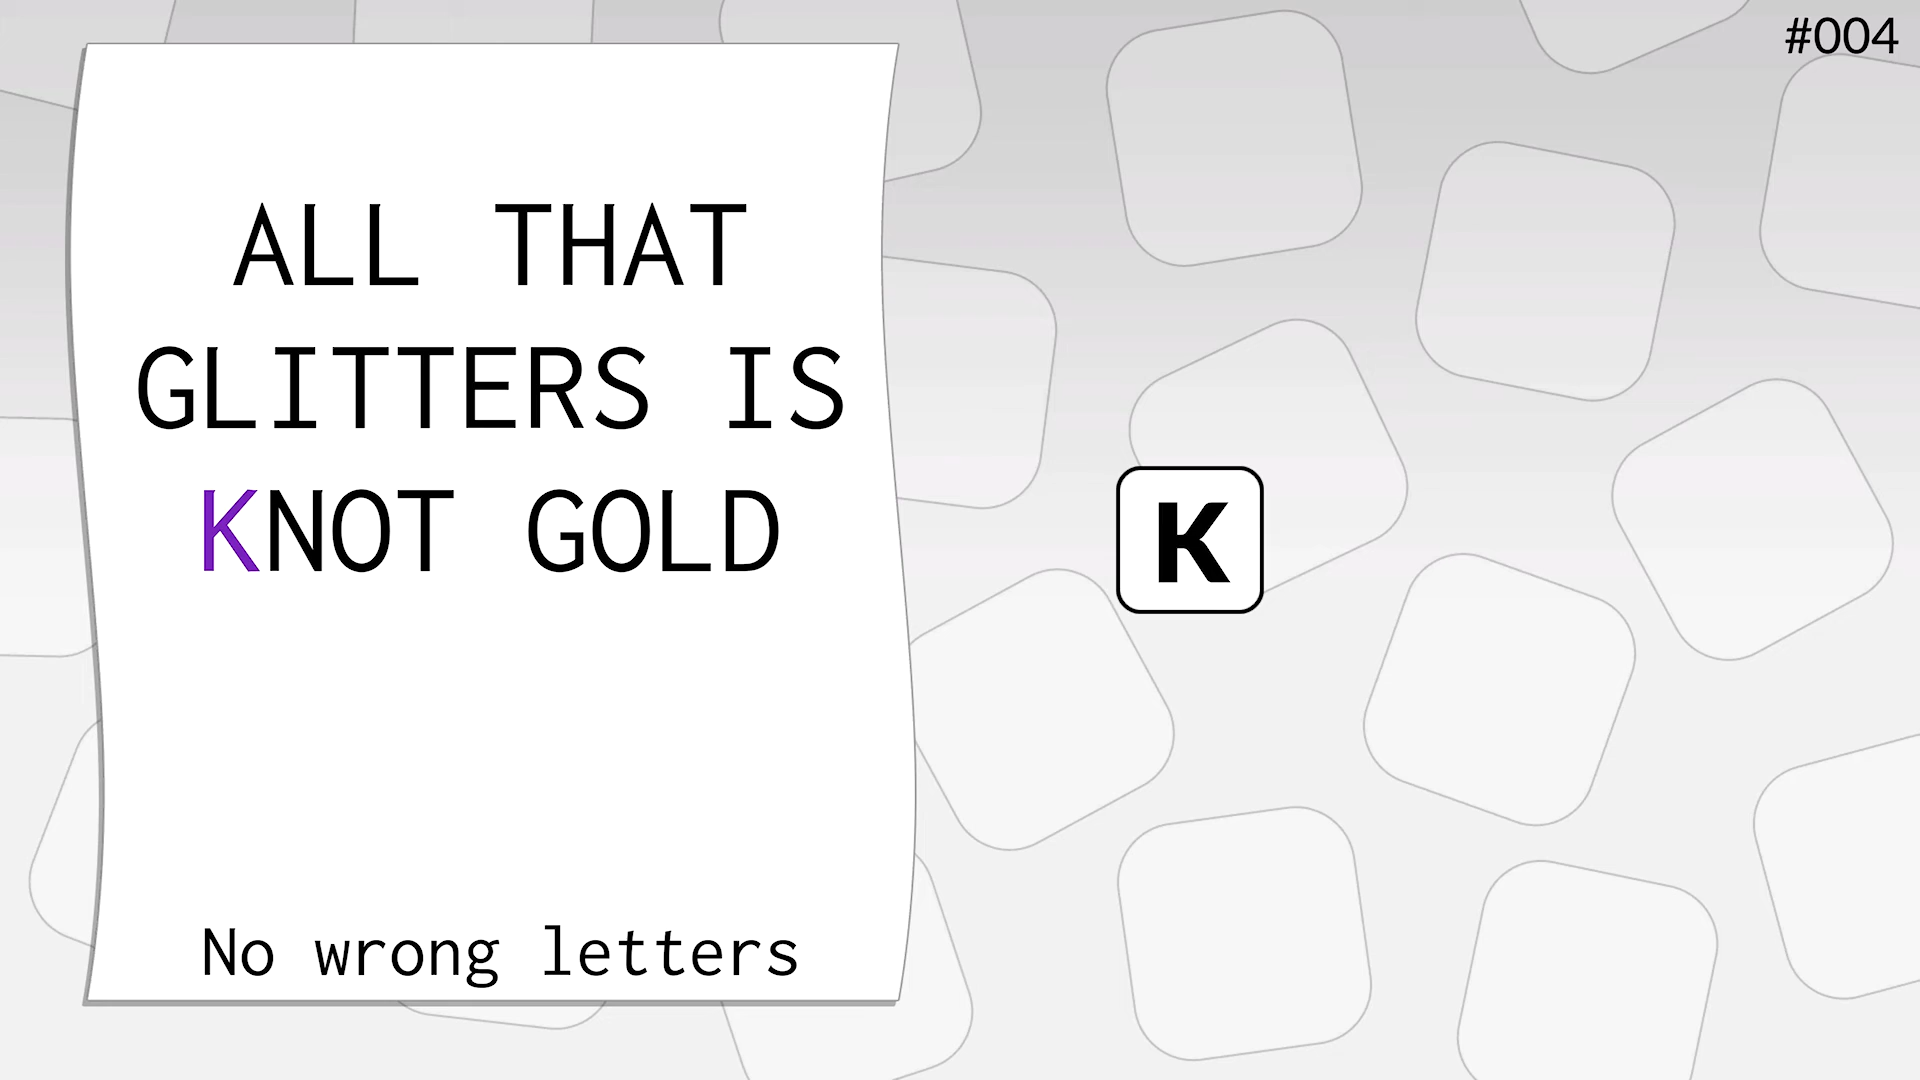 #004
ALL THAT
GLITTERS IS
KNOT GOLD
K
No wrong letters